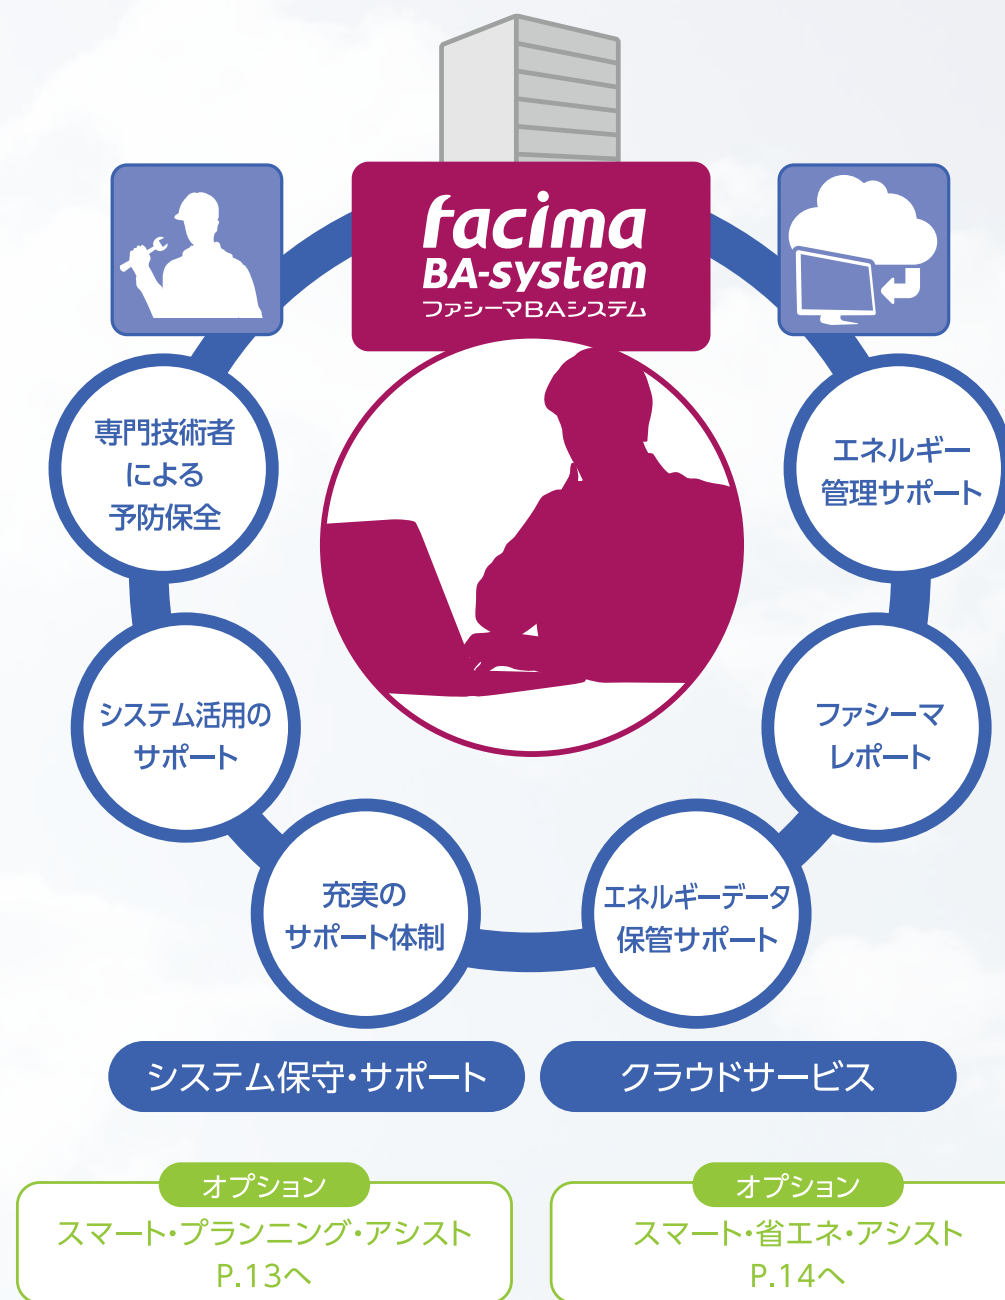 facima
BA-system
ファシーマBAシステム
専門技術者
による
予防保全
システム活用の
サポート
充実の
サポート体制
エネルギー
管理サポート
ファシーマ
レポート
エネルギーデータ
保管サポート
システム保守・サポート
クラウドサービス
オプション
スマート・プランニング・アシスト
P.13へ
オプション
スマート・省エネ・アシスト
P.14へ